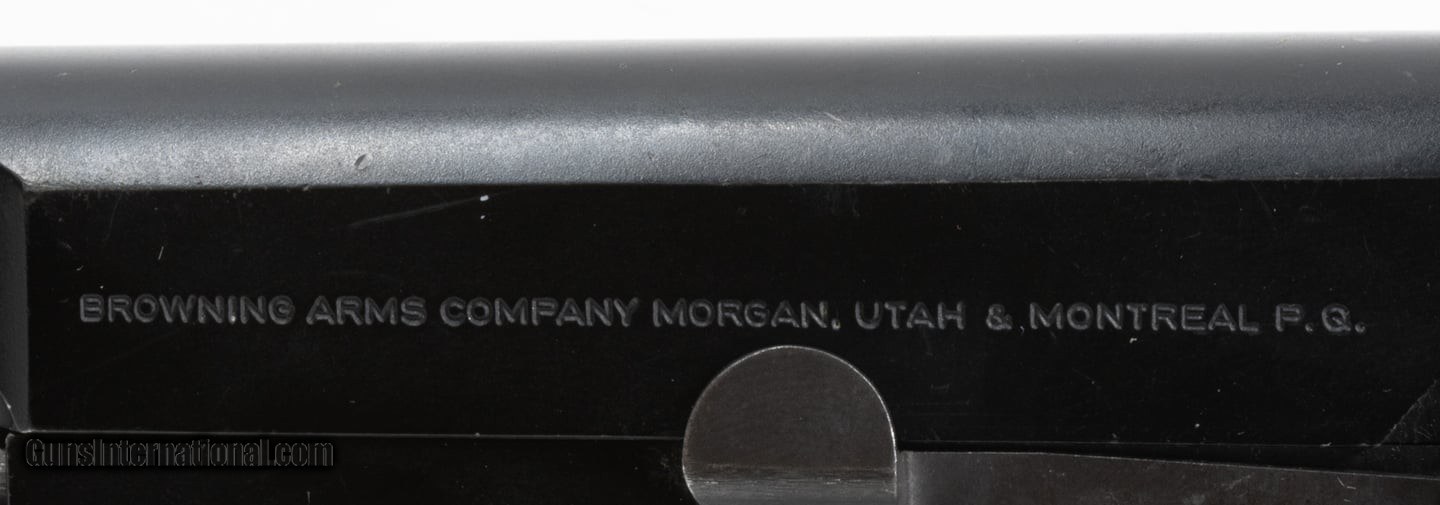 BROWNING ARMS COMPANY MORGAN, UTAH & MONTREAL P.Q.
GunsInternational.com